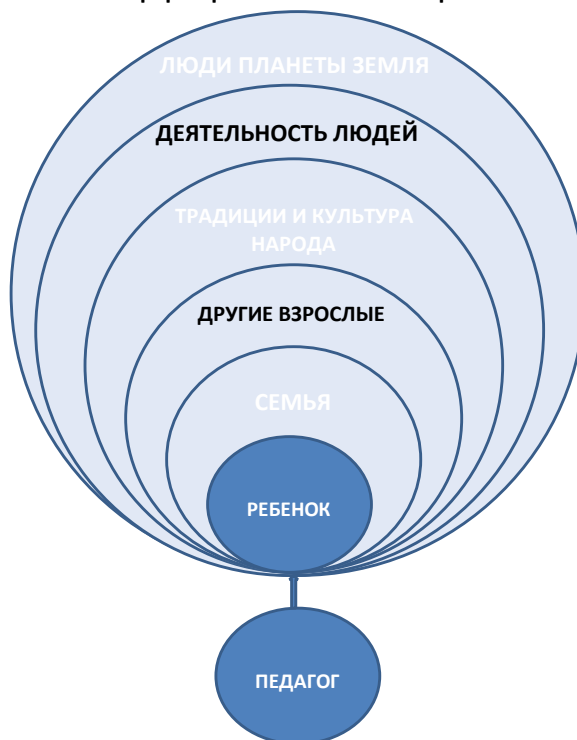 ЛЮДИ ПЛАНЕТЫ ЗЕМЛЯ
ДЕЯТЕЛЬНОСТЬ ЛЮДЕЙ
ТРАДИЦИИ И КУЛЬТУРА
НАРОДА
ДРУГИЕ ВЗРОСЛЫЕ
СЕМЬЯ
РЕБЕНОК
ПЕДАГОГ